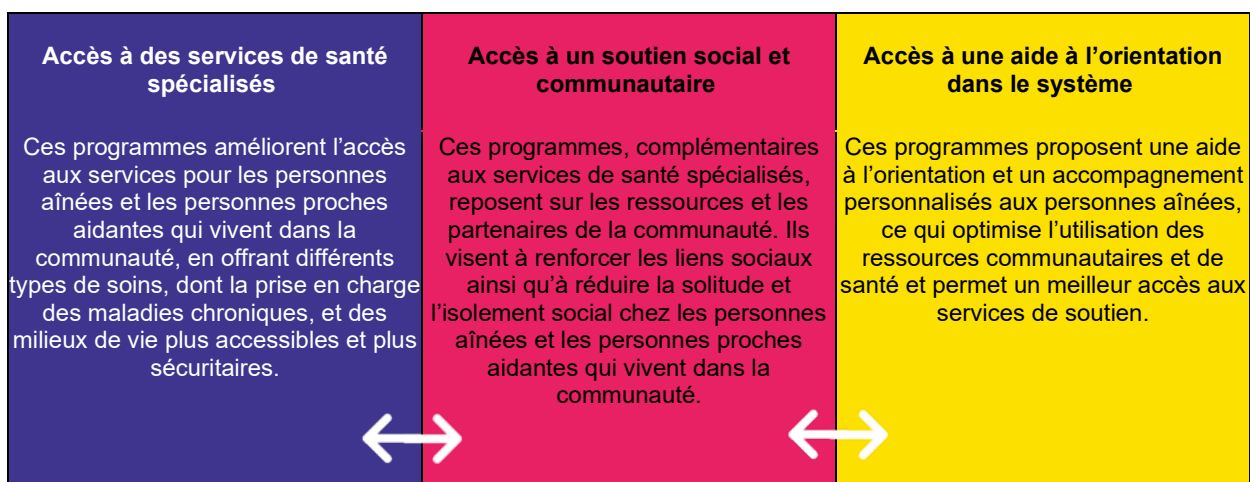 Accès à des services de santé
spécialisés
Ces programmes améliorent l’accès
aux services pour les personnes
aînées et les personnes proches
aidantes qui vivent dans la
communauté, en offrant différents
types de soins, dont la prise en charge
des maladies chroniques, et des
milieux de vie plus accessibles et plus
sécuritaires.
Accès à un soutien social et
communautaire
Ces programmes, complémentaires
aux services de santé spécialisés,
reposent sur les ressources et les
partenaires de la communauté. Ils
visent à renforcer les liens sociaux
ainsi qu’à réduire la solitude et
l’isolement social chez les personnes
aînées et les personnes proches
aidantes qui vivent dans la
communauté.
Accès à une aide à l’orientation
dans le système
Ces programmes proposent une aide
à l’orientation et un accompagnement
personnalisés aux personnes aînées,
ce qui optimise l’utilisation des
ressources communautaires et de
santé et permet un meilleur accès aux
services de soutien.